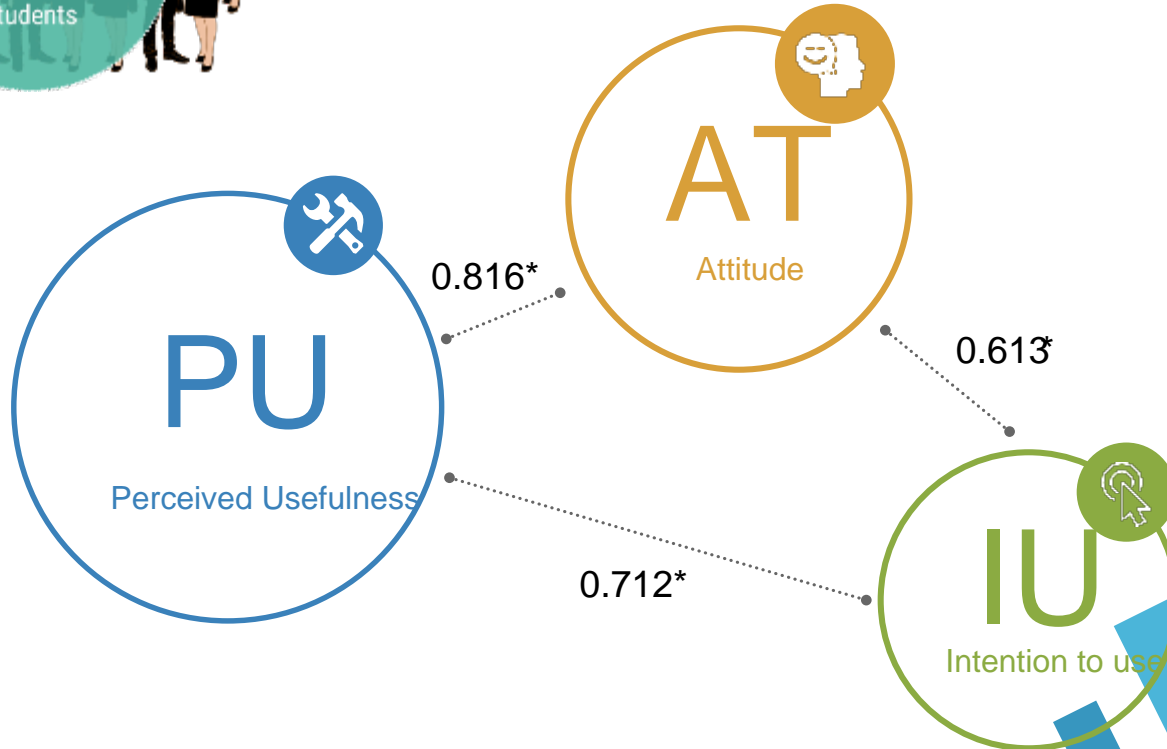 tudents
AT
Attitude
0.816*
PU
Perceived Usefulness
0.613*
0.712*
IU
Intention to use